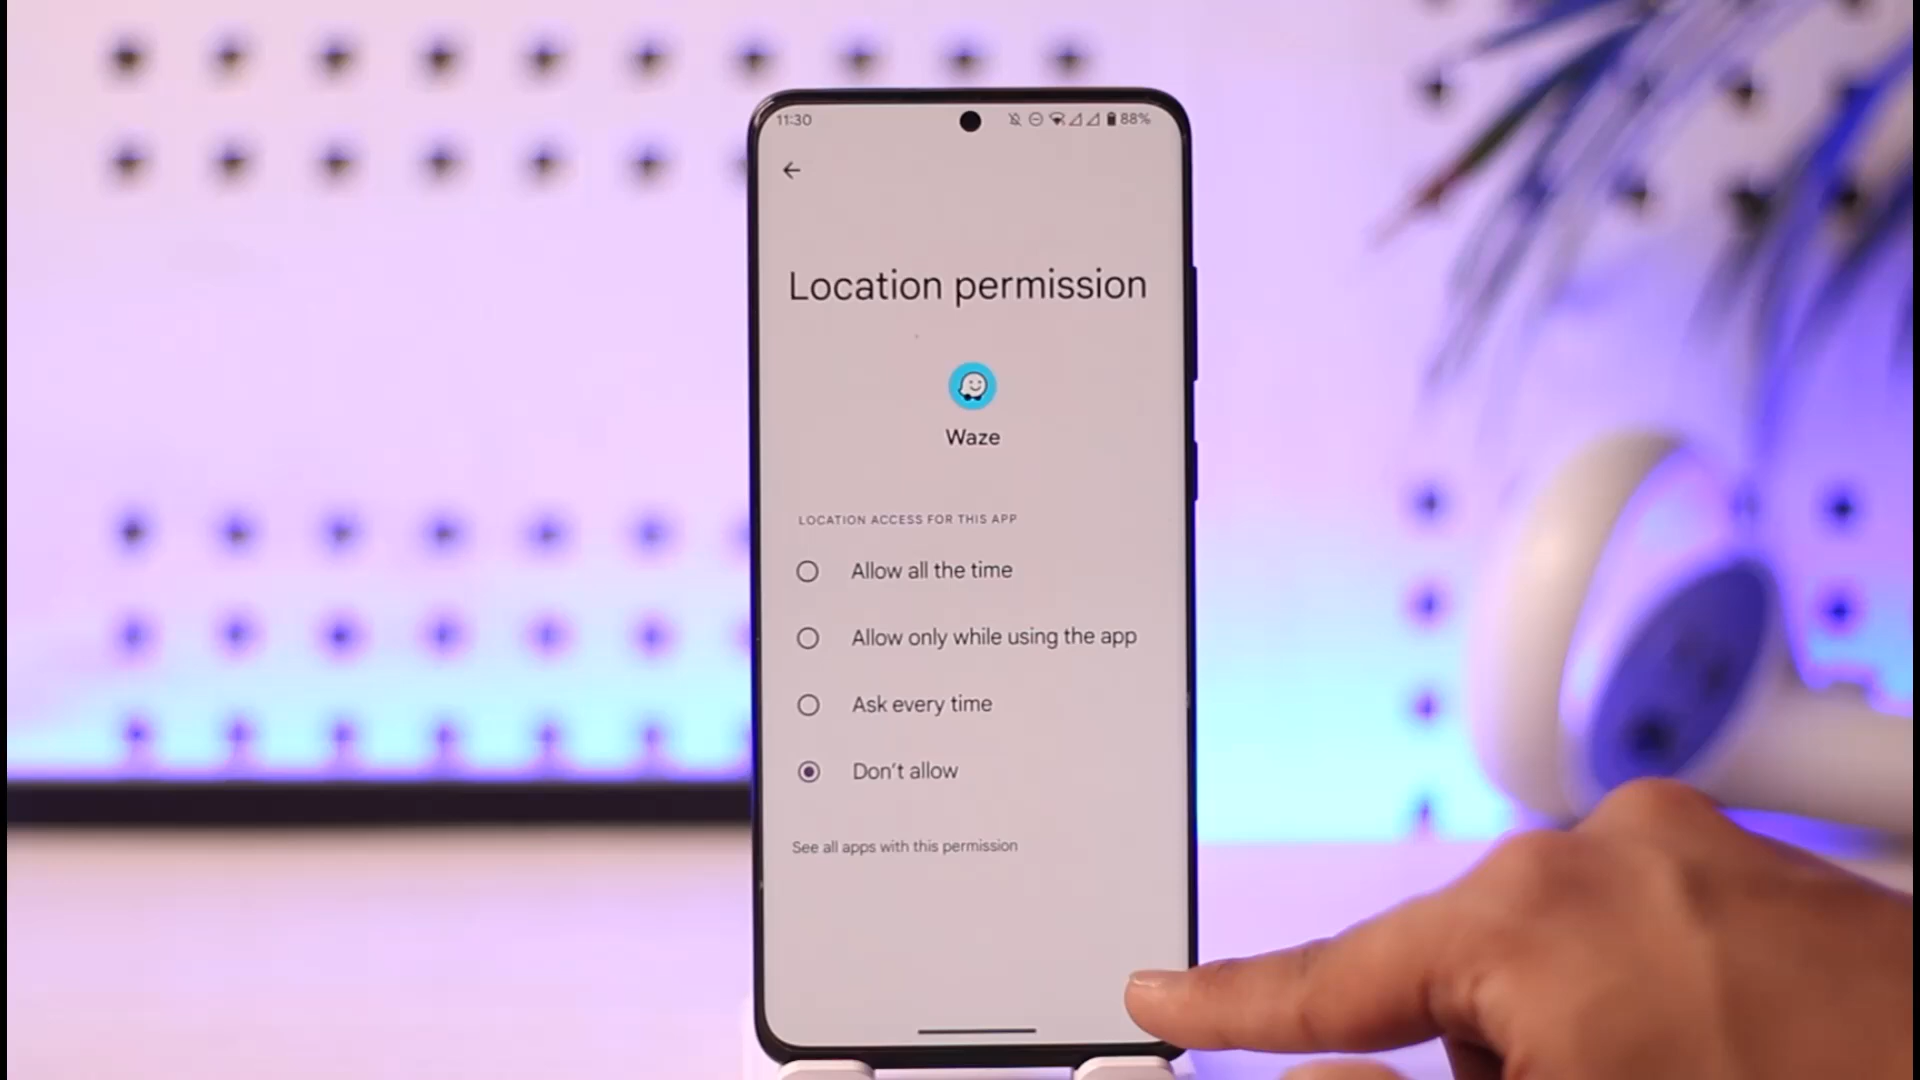 11:30
88%
Location permission
Waze
LOCATION ACCESS FOR THIS APP
Allow all the time
Allow only while using the app
Ask every time
Don't allow
See all apps with this permission